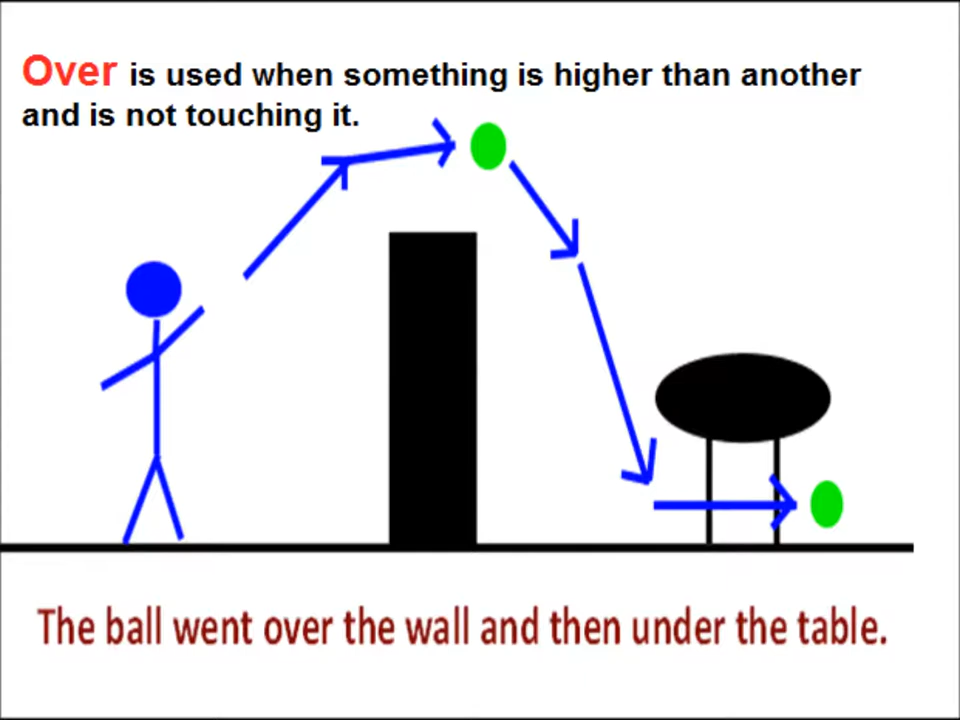 Over is used when something is higher than another
and is not touching it.
The ball went over the wall and then under the table.